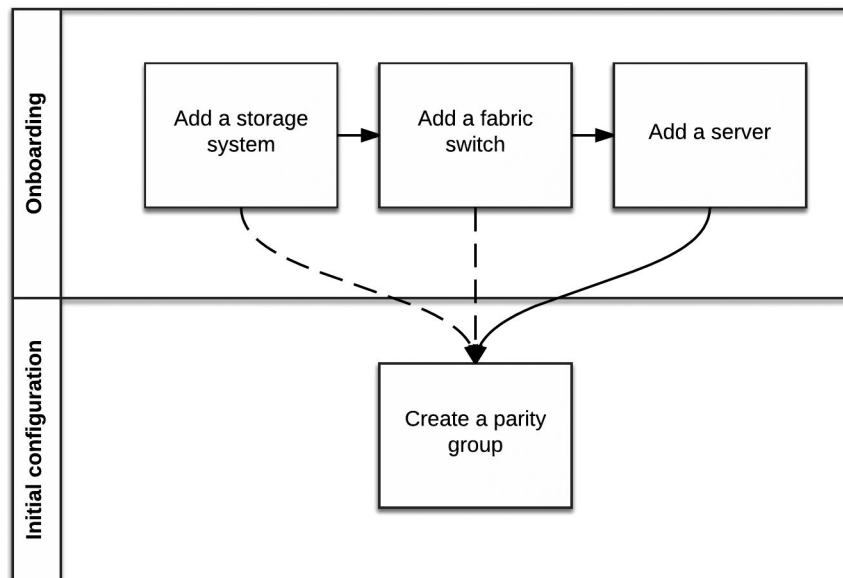 Onboarding
Add a storage
system
Add a fabric
switch
Add a server
Initial configuration
Create a parity
group